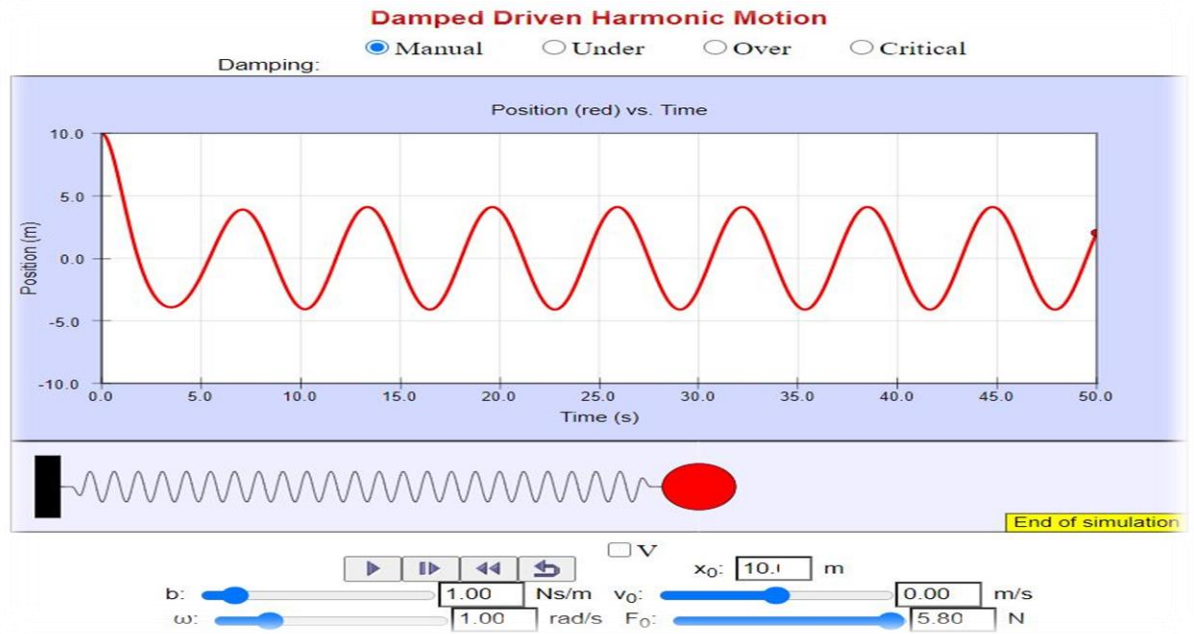 Damped Driven Harmonic Motion
Manual Under Over Critical
Damping:
Position (red) vs. Time
10.0
5.0
0.0
-5.0
-10.0
Position (m)
0.0 5.0 10.0 15.0 20.0 25.0 30.0 35.0 40.0 45.0 50.0
Time (s)
End of simulation
V
x₀: 10. m
b: 1.00 Ns/m v₀: 0.00 m/s
ω: 1.00 rad/s F₀: 5.80 N